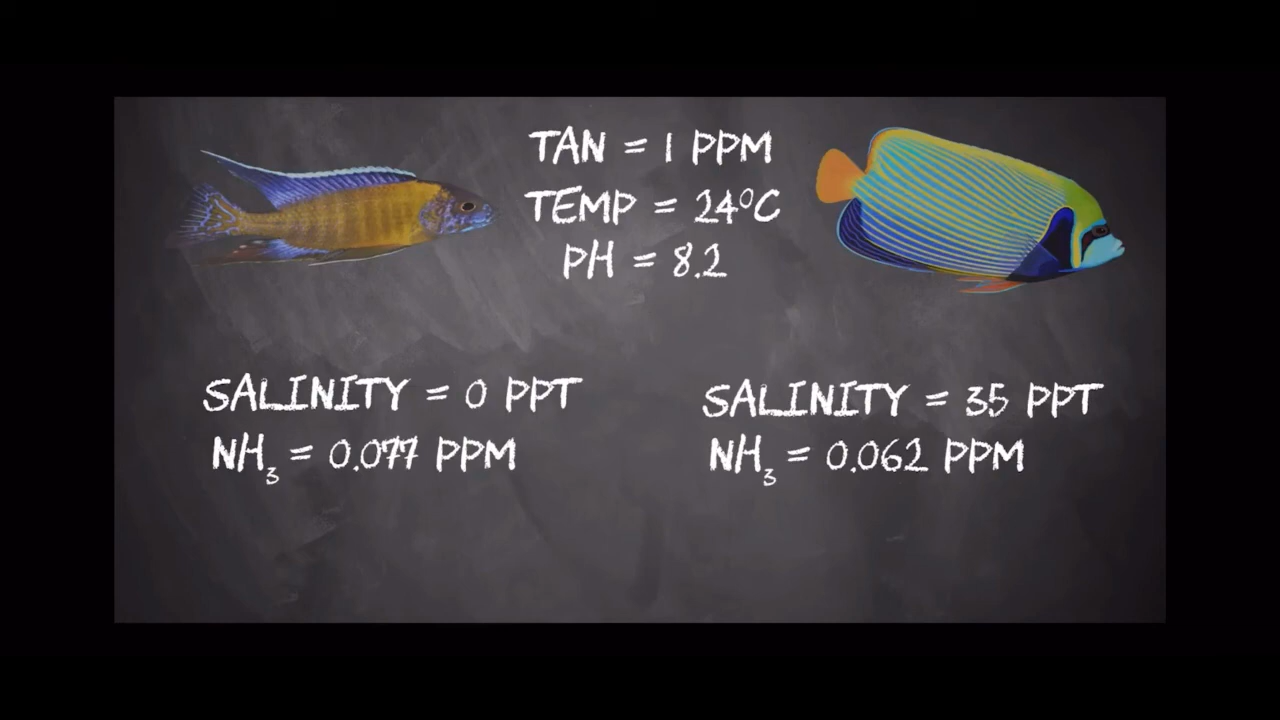 TAN = 1 PPM
TEMP = 24°C
PH = 8.2
SALINITY = 0 PPT
NH₃ = 0.077 PPM
SALINITY = 35 PPT
NH₃ = 0.062 PPM